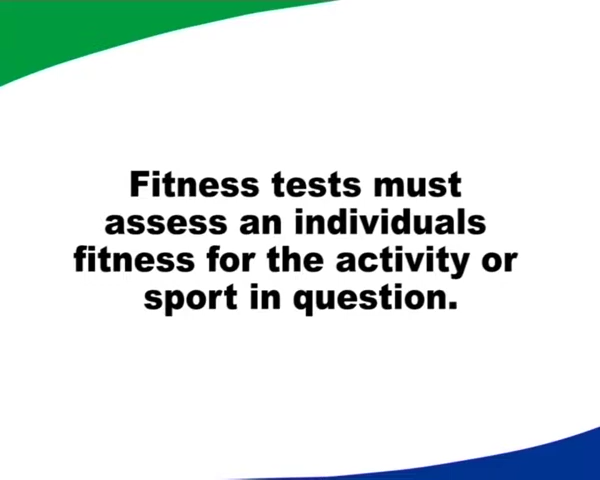 Fitness tests must
assess an individuals
fitness for the activity or
sport in question.